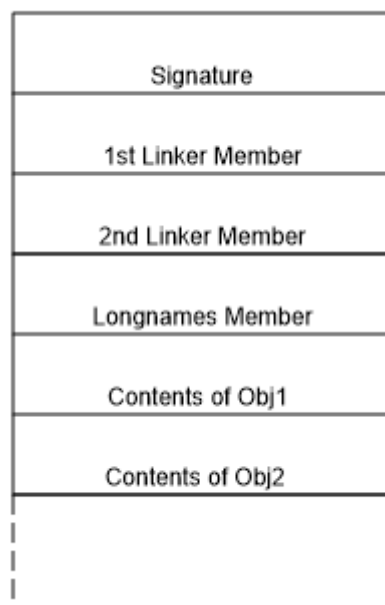 Signature
1st Linker Member
2nd Linker Member
Longnames Member
Contents of Obj1
Contents of Obj2